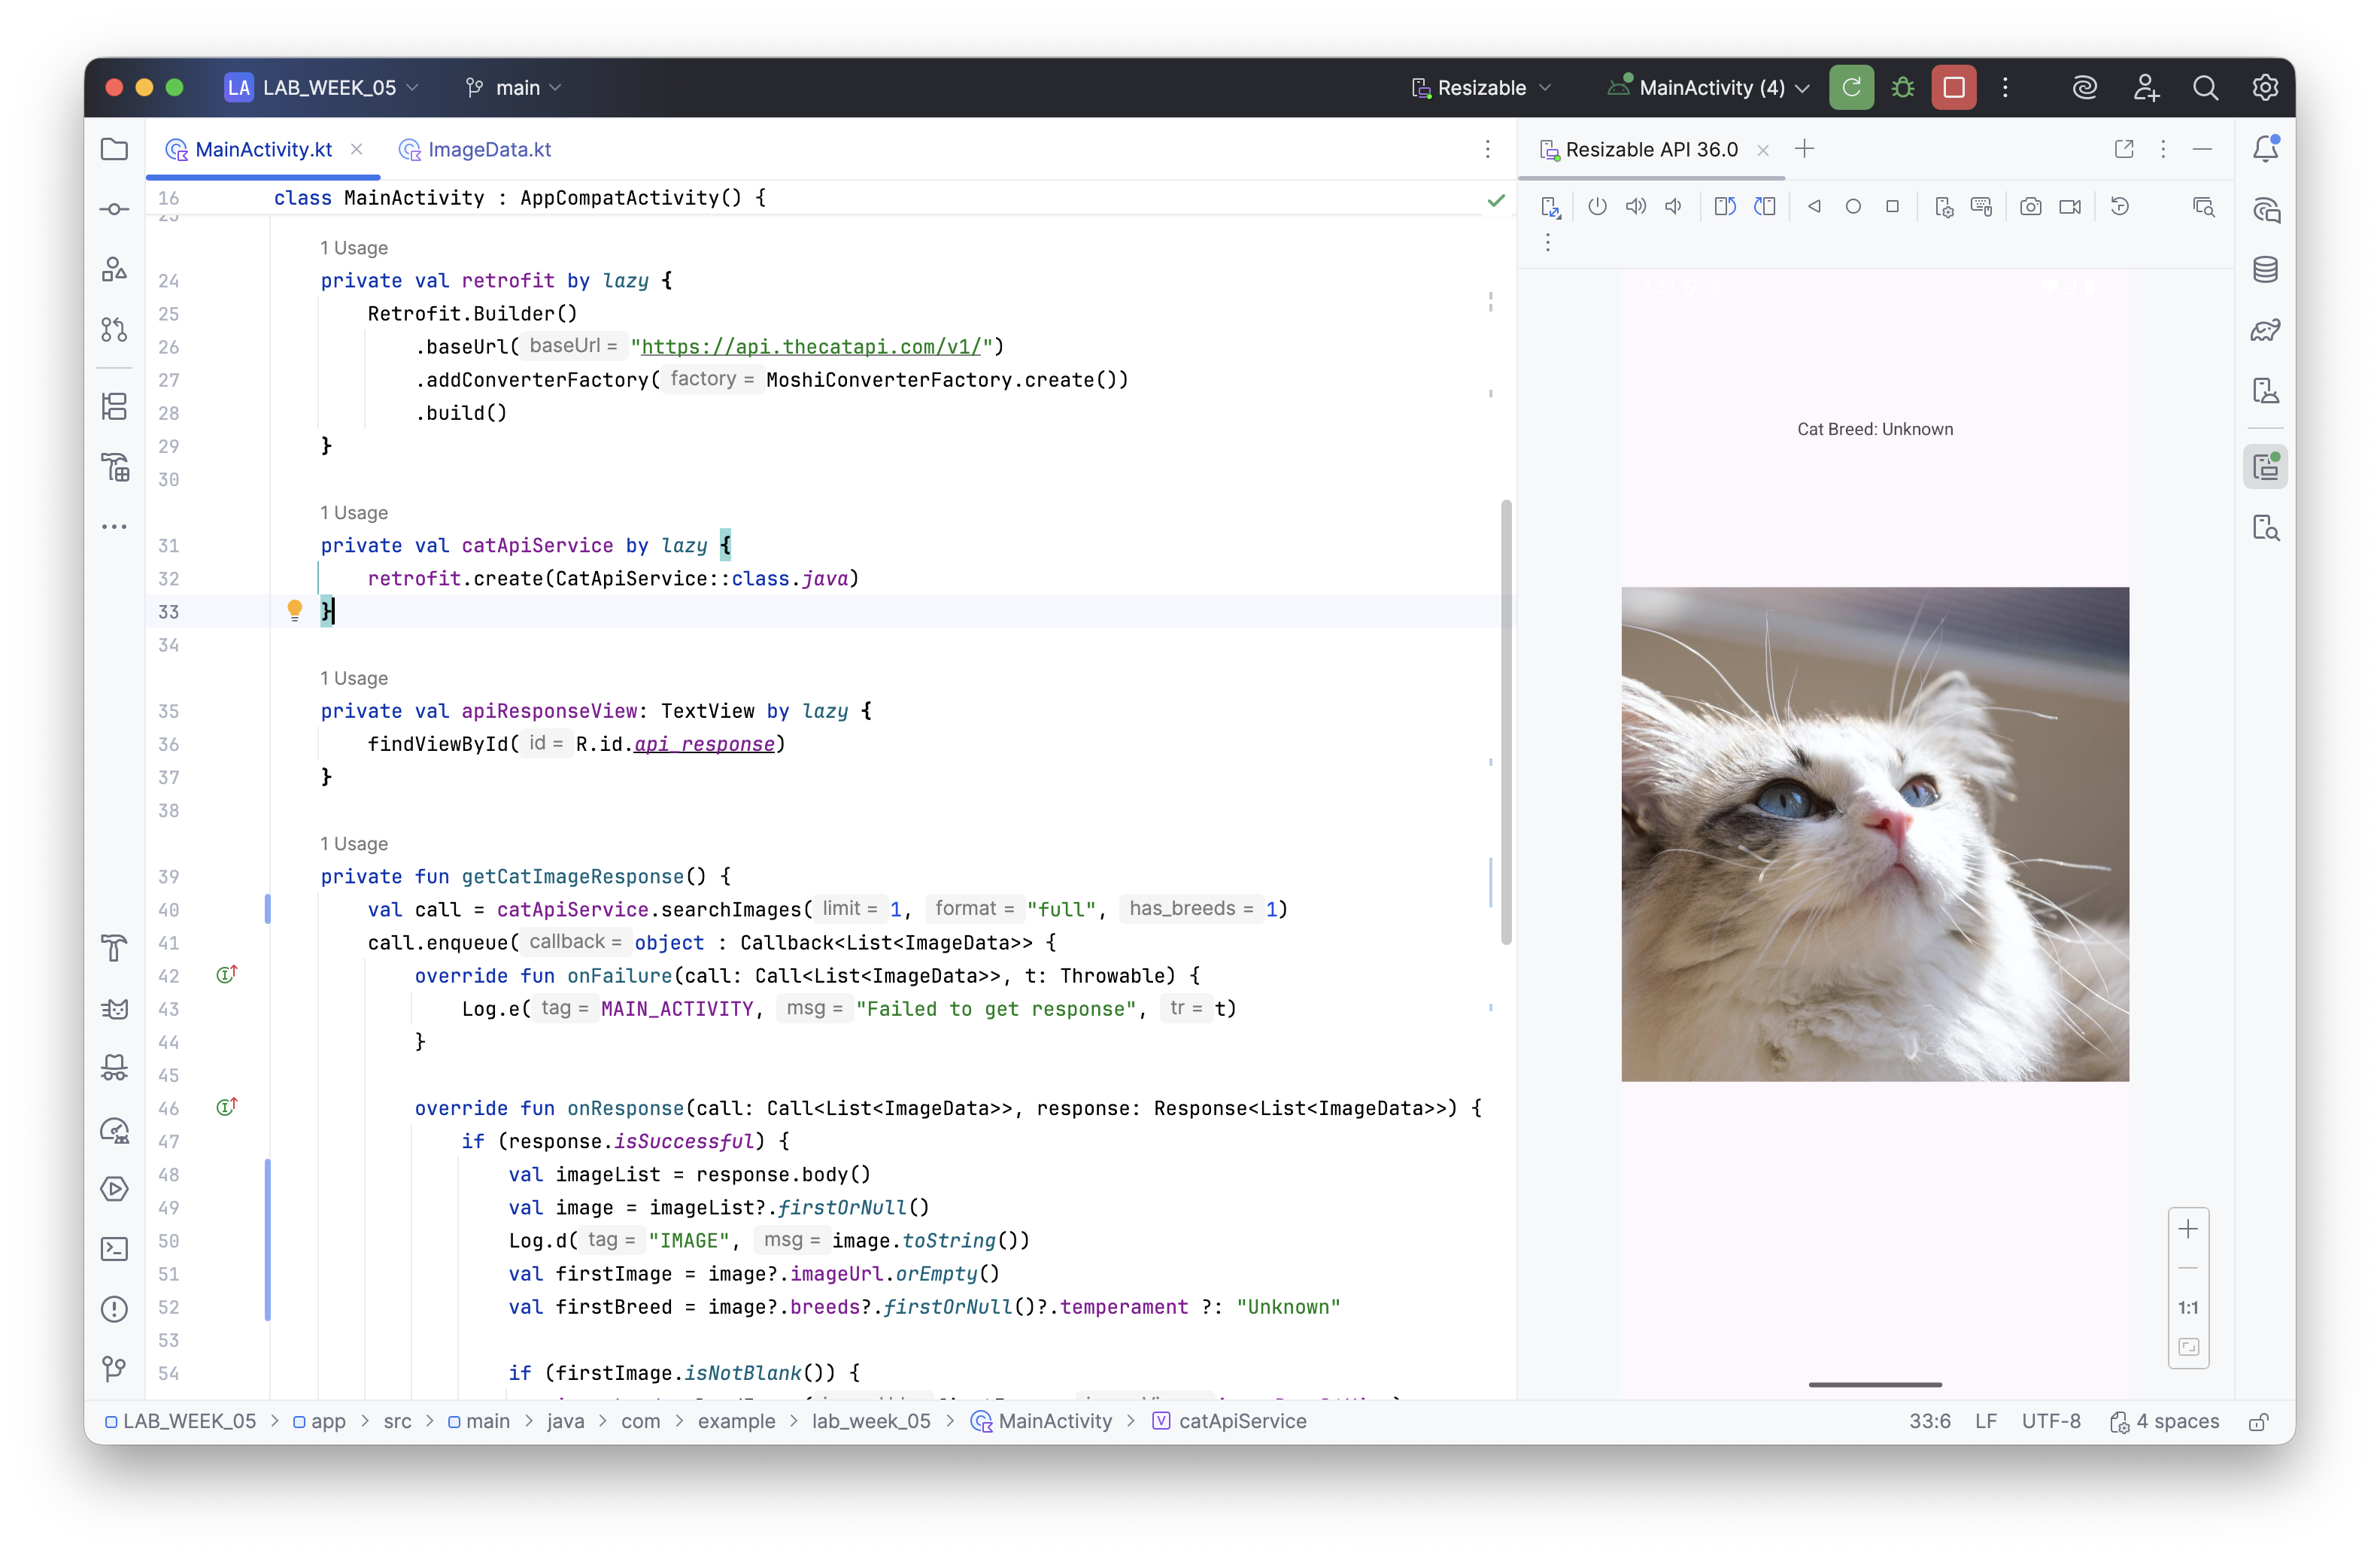 LA LAB_WEEK_05 main Resizable MainActivity (4)
MainActivity.kt ImageData.kt Resizable API 36.0
16 class MainActivity : AppCompatActivity() {
23
1 Usage
24 private val retrofit by lazy {
25 Retrofit.Builder()
26 .baseUrl( baseUrl = "https://api.thecatapi.com/v1/")
27 .addConverterFactory( factory = MoshiConverterFactory.create())
28 .build()
29 }
30
1 Usage
31 private val catApiService by lazy {
32 retrofit.create(CatApiService::class.java)
33 }
34
1 Usage
35 private val apiResponseView: TextView by lazy {
36 findViewById( id = R.id.api_response)
37 }
38
1 Usage
39 private fun getCatImageResponse() {
40 val call = catApiService.searchImages( limit = 1, format = "full", has_breeds = 1)
41 call.enqueue( callback = object : Callback<List<ImageData>> {
42 override fun onFailure(call: Call<List<ImageData>>, t: Throwable) {
43 Log.e( tag = MAIN_ACTIVITY, msg = "Failed to get response", tr = t)
44 }
45
46 override fun onResponse(call: Call<List<ImageData>>, response: Response<List<ImageData>>) {
47 if (response.isSuccessful) {
48 val imageList = response.body()
49 val image = imageList?.firstOrNull()
50 Log.d( tag = "IMAGE", msg = image.toString())
51 val firstImage = image?.imageUrl.orEmpty()
52 val firstBreed = image?.breeds?.firstOrNull()?.temperament ?: "Unknown"
53
54 if (firstImage.isNotBlank()) {
Cat Breed: Unknown
1:1
LAB_WEEK_05 > app > src > main > java > com > example > lab_week_05 > MainActivity > catApiService 33:6 LF UTF-8 4 spaces